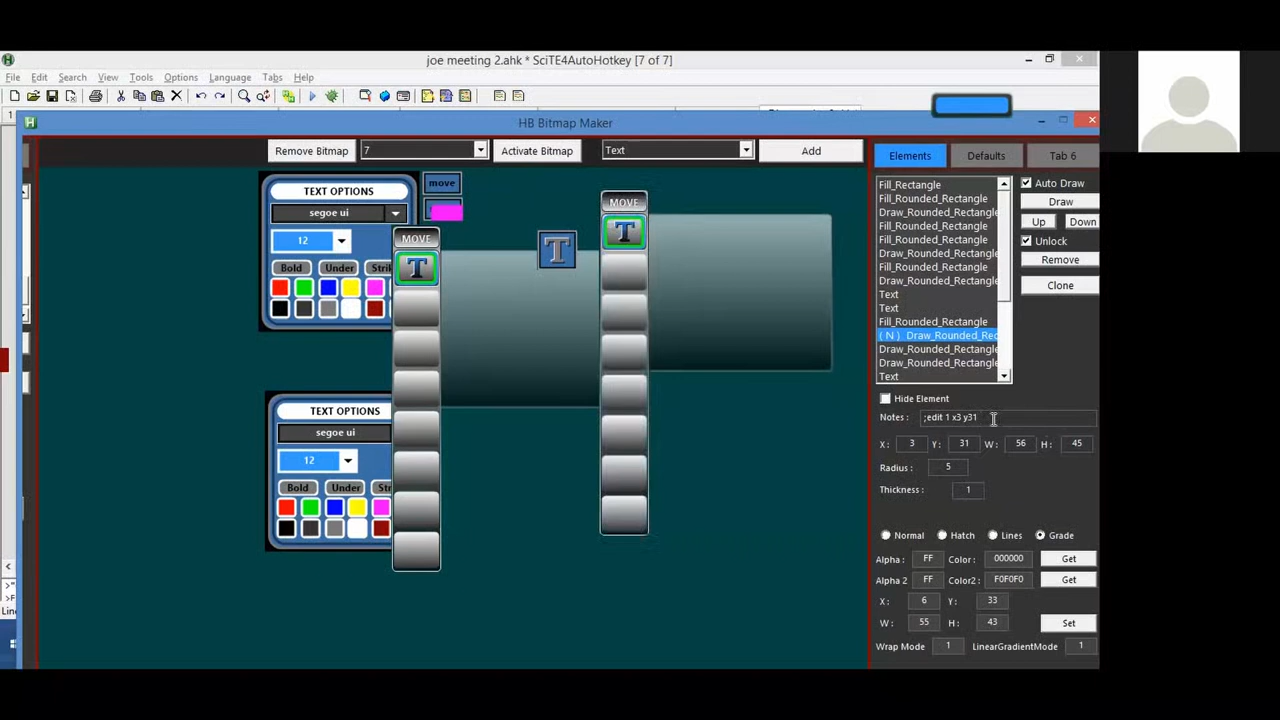 joe meeting 2.ahk * SciTE4AutoHotkey [7 of 7]
File Edit Search View Tools Options Language Tabs Help
1
HB Bitmap Maker
Remove Bitmap 7 Activate Bitmap Text Add
Elements Defaults Tab 6
TEXT OPTIONS
segoe ui
12
Bold Under Strik
move
MOVE
T
T
MOVE
T
TEXT OPTIONS
segoe ui
12
Bold Under Str
Fill_Rectangle
Fill_Rounded_Rectangle
Draw_Rounded_Rectangle
Fill_Rounded_Rectangle
Fill_Rounded_Rectangle
Draw_Rounded_Rectangle
Fill_Rounded_Rectangle
Draw_Rounded_Rectangle
Text
Text
Fill_Rounded_Rectangle
( N ) Draw_Rounded_Rec
Draw_Rounded_Rectangle
Draw_Rounded_Rectangle
Text
Auto Draw
Draw
Up Down
Unlock
Remove
Clone
Hide Element
Notes : ;edit 1 x3 y31
X : 3 Y : 31 W : 56 H : 45
Radius : 5
Thickness : 1
Normal Hatch Lines Grade
Alpha : FF Color : 000000 Get
Alpha 2 FF Color2 : F0F0F0 Get
X : 6 Y : 33
W : 55 H : 43 Set
Wrap Mode 1 LinearGradientMode 1
>"
>F
Line